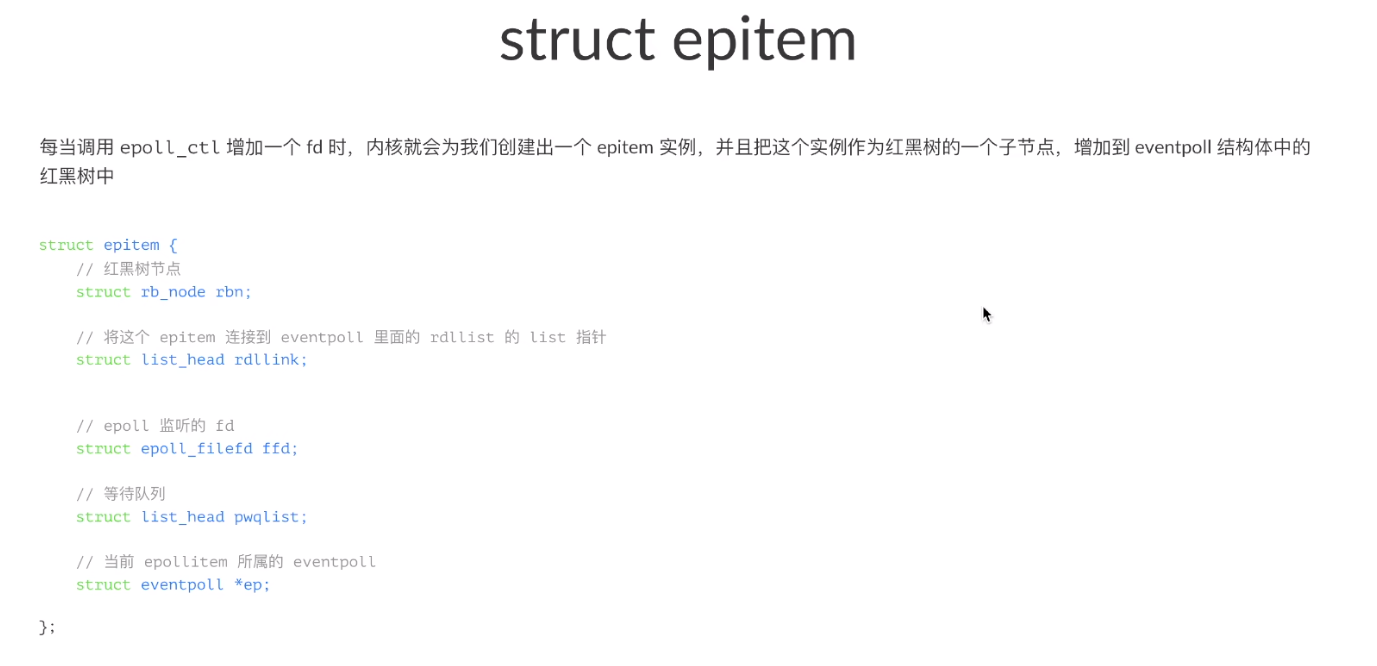 struct epitem
每当调用 epoll_ctl 增加一个 fd 时，内核就会为我们创建出一个 epitem 实例，并且把这个实例作为红黑树的一个子节点，增加到 eventpoll 结构体中的
红黑树中
struct epitem {
// 红黑树节点
struct rb_node rbn;
// 将这个 epitem 连接到 eventpoll 里面的 rdllist 的 list 指针
struct list_head rdllink;
// epoll 监听的 fd
struct epoll_filefd ffd;
// 等待队列
struct list_head pwqlist;
// 当前 epollitem 所属的 eventpoll
struct eventpoll *ep;
};